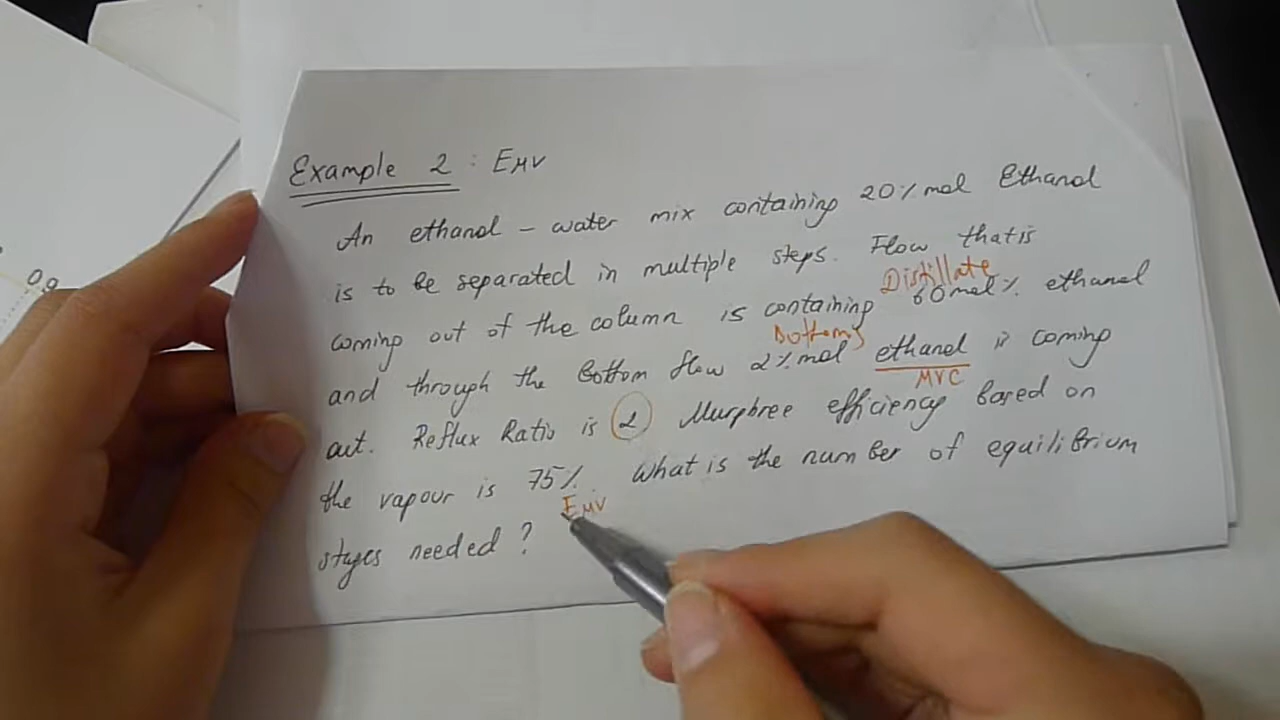 0.9
Example 2 : EMV
An ethanol - water mix containing 20%mol Ethanol
is to be separated in multiple steps. Flow that is
Distillate
coming out of the column is containing 60mol% ethanol
Bottoms
and through the Bottom flow 2%mol ethanol is coming
MVC
out. Reflux Ratio is 2 Murphree efficiency Based on
the vapour is 75%. What is the number of equilibrium
EMV
stages needed?